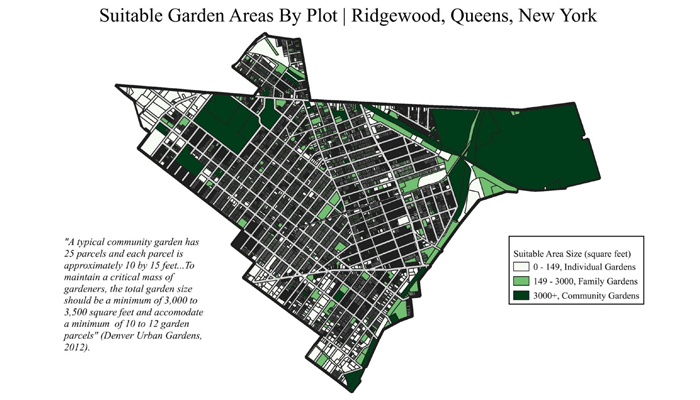 Suitable Garden Areas By Plot | Ridgewood, Queens, New York
"A typical community garden has
25 parcels and each parcel is
approximately 10 by 15 feet...To
maintain a critical mass of
gardeners, the total garden size
should be a minimum of 3,000 to
3,500 square feet and accomodate
a minimum of 10 to 12 garden
parcels" (Denver Urban Gardens,
2012).
Suitable Area Size (square feet)
0 - 149, Individual Gardens
149 - 3000, Family Gardens
3000+, Community Gardens